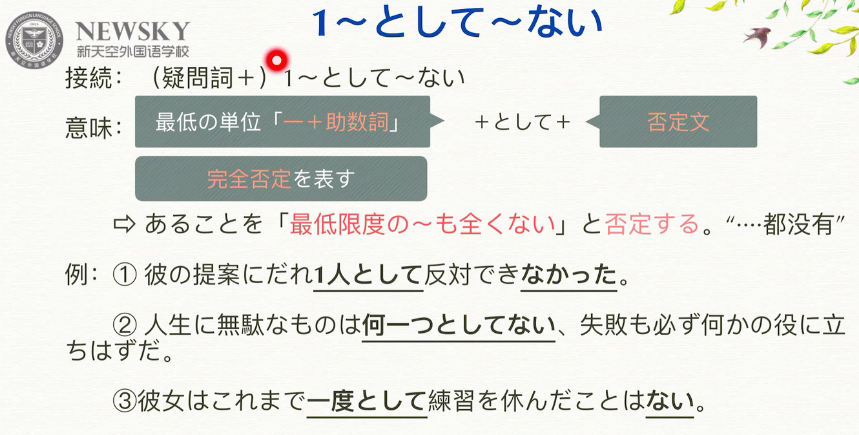 1～として～ない
NEWSKY
新天空外国语学校
接続：（疑問詞＋）1～として～ない
意味：最低の単位「一＋助数詞」 ＋として＋ 否定文
完全否定を表す
⇨ あることを「最低限度の～も全くない」と否定する。“····都没有”
例：① 彼の提案にだれ1人として反対できなかった。
② 人生に無駄なものは何一つとしてない、失敗も必ず何かの役に立
ちはずだ。
③彼女はこれまで一度として練習を休んだことはない。